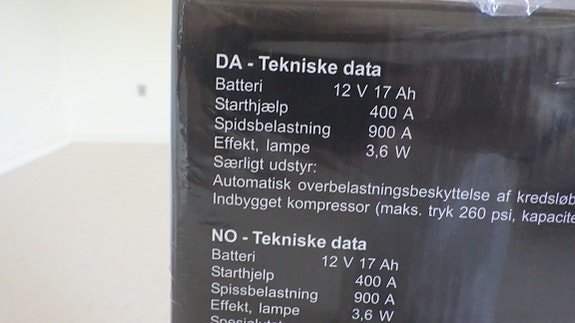 DA - Tekniske data
Batteri 12 V 17 Ah
Starthjælp 400 A
Spidsbelastning 900 A
Effekt, lampe 3,6 W
Særligt udstyr:
Automatisk overbelastningsbeskyttelse af kredsløb
Indbygget kompressor (maks. tryk 260 psi,
NO - Tekniske data
Batteri 12 V 17 Ah
Starthjelp 400 A
Spissbelastning 900 A
Effekt, lampe 3,6 W